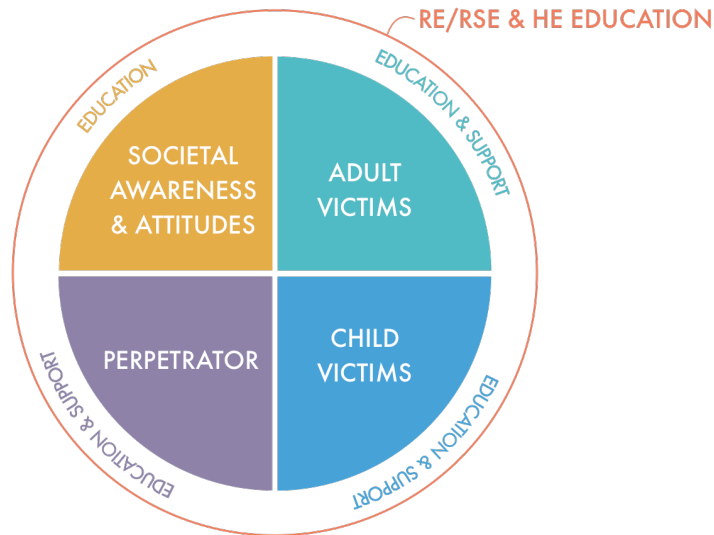 RE/RSE & HE EDUCATION
EDUCATION
EDUCATION & SUPPORT
SOCIETAL
AWARENESS
& ATTITUDES
ADULT
VICTIMS
PERPETRATOR
CHILD
VICTIMS
EDUCATION & SUPPORT
EDUCATION & SUPPORT